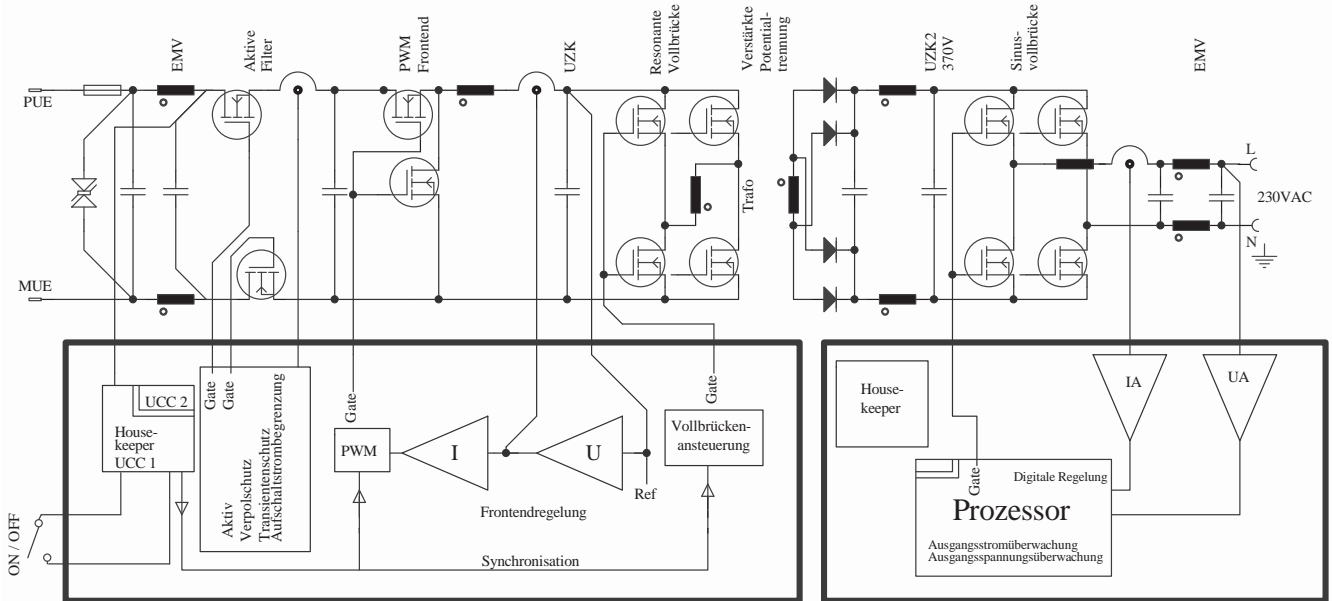 EMV
Aktive
Filter
PWM
Frontend
UZK
Resonante
Vollbrücke
Verstärkte
Potential-
trennung
UZK2
370V
Sinus-
vollbrücke
EMV
PUE
MUE
Trafo
L
230VAC
N
UCC 2
House-
keeper
UCC 1
Gate
Gate
Aktiv
Verpolschutz
Transientenschutz
Aufschaltstrombegrenzung
Gate
PWM
I
U
Ref
Frontendregelung
Gate
Vollbrücken-
ansteuerung
Synchronisation
ON / OFF
House-
keeper
IA
UA
Gate
Digitale Regelung
Prozessor
Ausgangsstromüberwachung
Ausgangsspannungsüberwachung